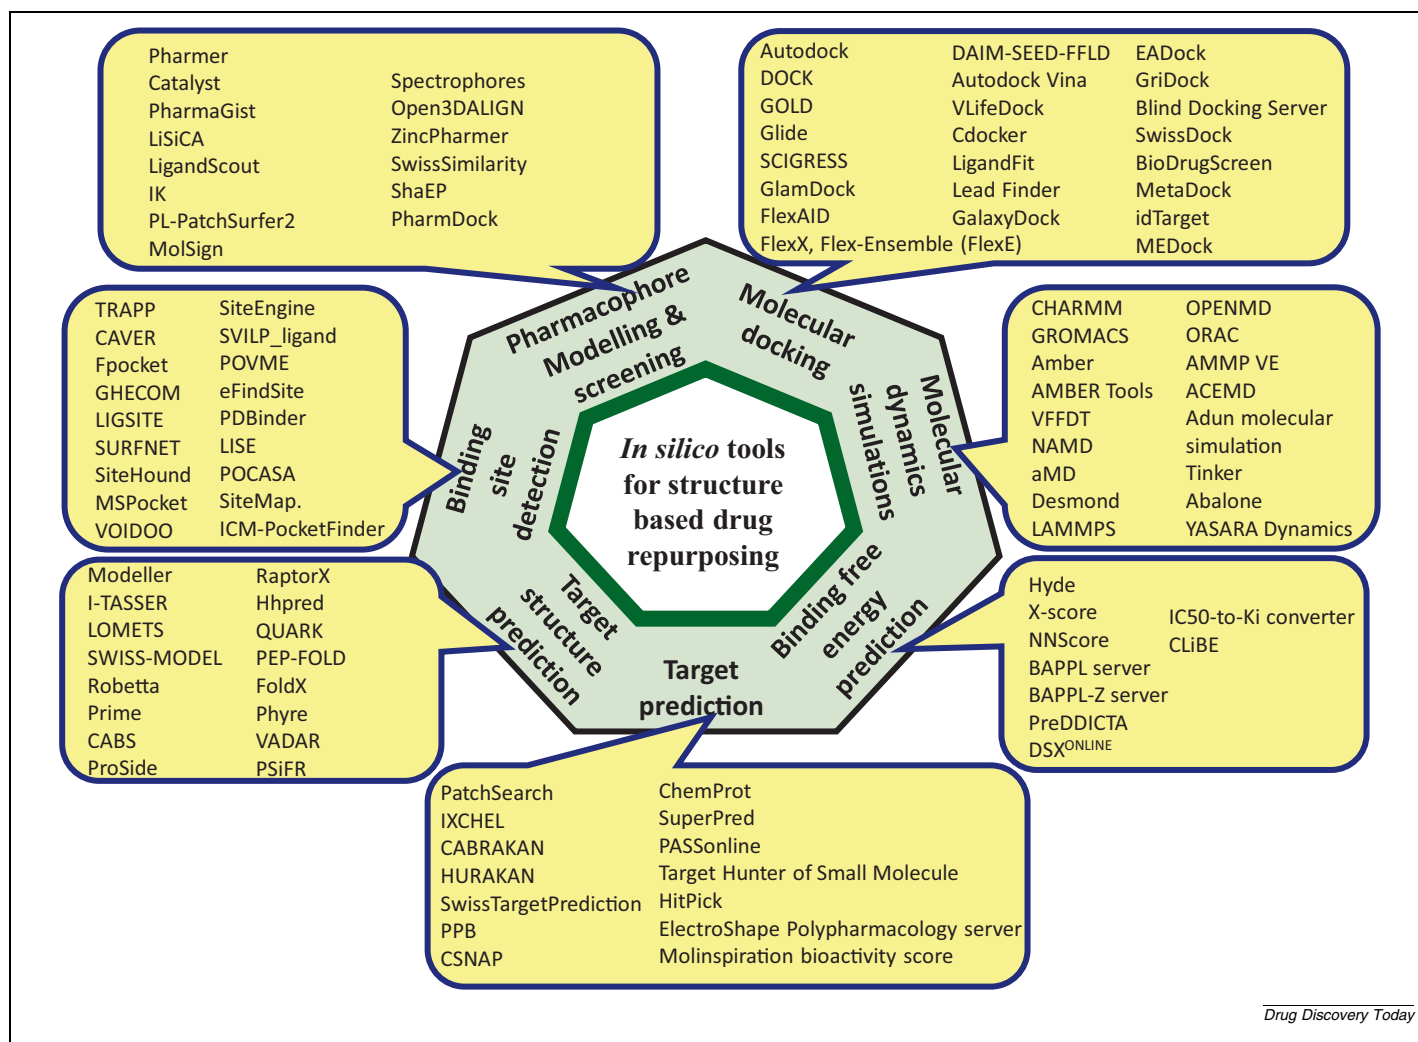 Pharmer
Catalyst
PharmaGist
LiSiCA
LigandScout
IK
PL-PatchSurfer2
MolSign
Spectrophores
Open3DALIGN
ZincPharmer
SwissSimilarity
ShaEP
PharmDock
Autodock
DOCK
GOLD
Glide
SCIGRESS
GlamDock
FlexAID
FlexX, Flex-Ensemble (FlexE)
DAIM-SEED-FFLD
Autodock Vina
VLifeDock
Cdocker
LigandFit
Lead Finder
GalaxyDock
EADock
GriDock
Blind Docking Server
SwissDock
BioDrugScreen
MetaDock
idTarget
MEDock
TRAPP
CAVER
Fpocket
GHECOM
LIGSITE
SURFNET
SiteHound
MSPocket
VOIDOO
SiteEngine
SVILP_ligand
POVME
eFindSite
PDBinder
LISE
POCASA
SiteMap.
ICM-PocketFinder
Pharmacophore
Modelling &
screening
Molecular
docking
Molecular
dynamics
simulations
Binding
site
detection
In silico tools
for structure
based drug
repurposing
Target
structure
prediction
Target
prediction
Binding free
energy
prediction
CHARMM
GROMACS
Amber
AMBER Tools
VFFDT
NAMD
aMD
Desmond
LAMMPS
OPENMD
ORAC
AMMP VE
ACEMD
Adun molecular
simulation
Tinker
Abalone
YASARA Dynamics
Modeller
I-TASSER
LOMETS
SWISS-MODEL
Robetta
Prime
CABS
ProSide
RaptorX
Hhpred
QUARK
PEP-FOLD
FoldX
Phyre
VADAR
PSiFR
Hyde
X-score
NNScore
BAPPL server
BAPPL-Z server
PreDDICTA
DSXONLINE
IC50-to-Ki converter
CLiBE
PatchSearch
IXCHEL
CABRAKAN
HURAKAN
SwissTargetPrediction
PPB
CSNAP
ChemProt
SuperPred
PASSonline
Target Hunter of Small Molecule
HitPick
ElectroShape Polypharmacology server
Molinspiration bioactivity score
Drug Discovery Today